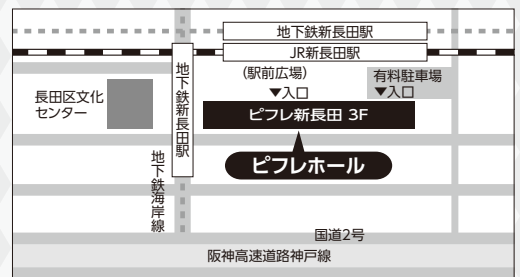 地下鉄新長田駅
JR新長田駅
(駅前広場)
▼入口
有料駐車場
▼入口
長田区文化
センター
地下鉄新長田駅
ピフレ新長田 3F
ピフレホール
地下鉄海岸線
国道2号
阪神高速道路神戸線